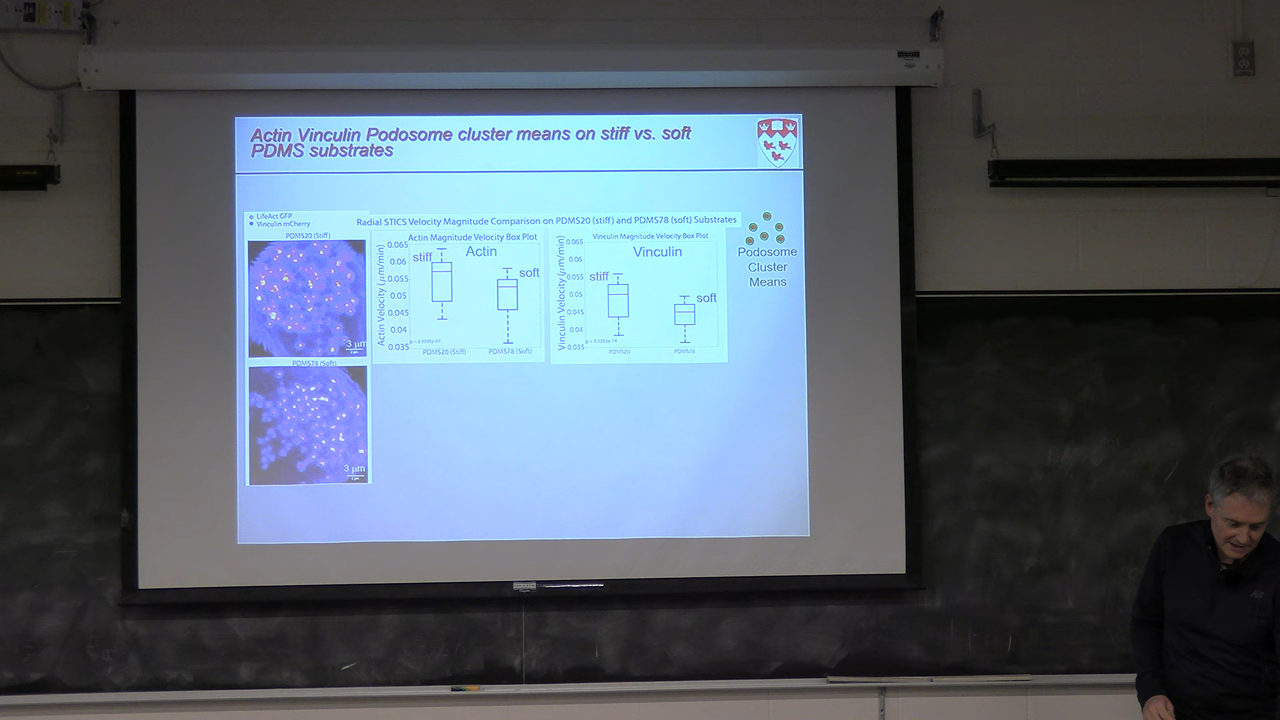 Actin Vinculin Podosome cluster means on stiff vs. soft
PDMS substrates
LifeAct GFP
Vinculin mCherry
Radial STICS Velocity Magnitude Comparison on PDMS20 (stiff) and PDMS78 (soft) Substrates
PDMS20 (Stiff)
3 μm
PDMS78 (Soft)
3 μm
Actin Magnitude Velocity Box Plot
Actin
stiff
soft
Actin Velocity (μm/min)
0.065
0.06
0.055
0.05
0.045
0.04
0.035
PDMS20 (Stiff)
PDMS78 (Soft)
Vinculin Magnitude Velocity Box Plot
Vinculin
stiff
soft
Vinculin Velocity (μm/min)
0.065
0.06
0.055
0.05
0.045
0.04
0.035
PDMS20
PDMS78
Podosome
Cluster
Means